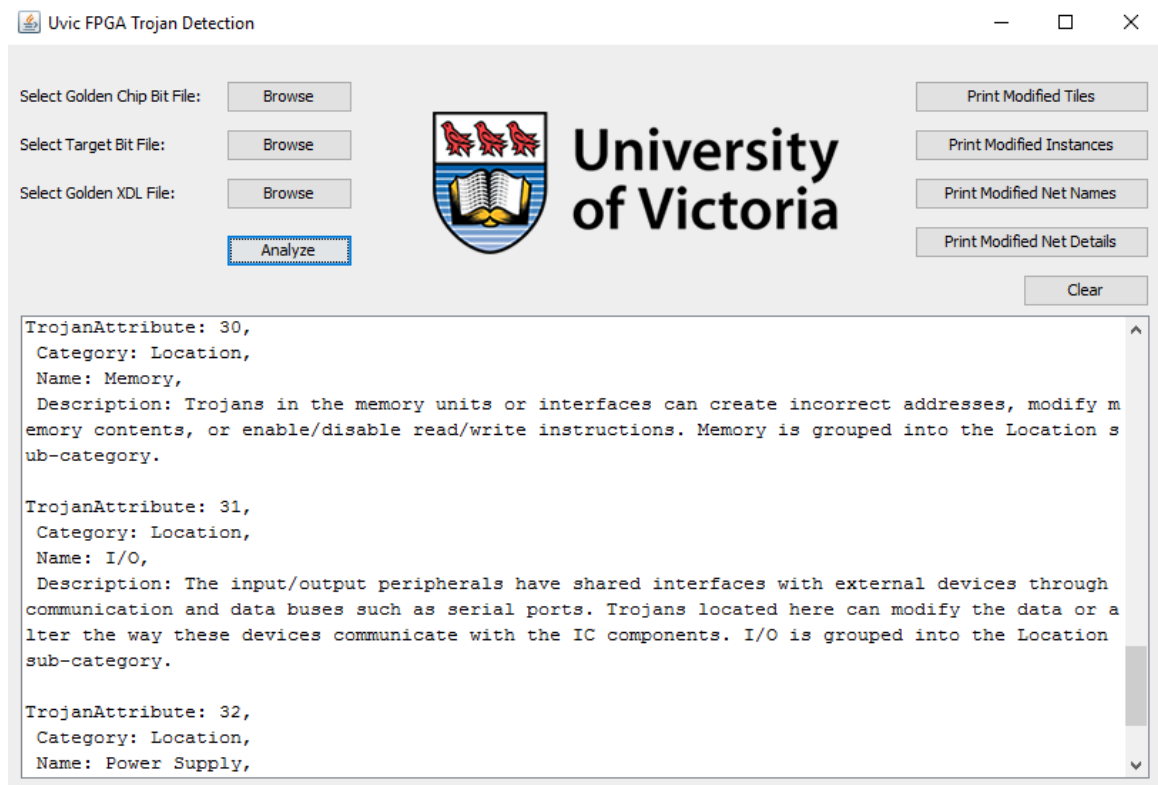 Uvic FPGA Trojan Detection
Select Golden Chip Bit File:
Browse
Select Target Bit File:
Browse
Select Golden XDL File:
Browse
Analyze
University
of Victoria
Print Modified Tiles
Print Modified Instances
Print Modified Net Names
Print Modified Net Details
Clear
TrojanAttribute: 30,
Category: Location,
Name: Memory,
Description: Trojans in the memory units or interfaces can create incorrect addresses, modify m
emory contents, or enable/disable read/write instructions. Memory is grouped into the Location s
ub-category.
TrojanAttribute: 31,
Category: Location,
Name: I/O,
Description: The input/output peripherals have shared interfaces with external devices through
communication and data buses such as serial ports. Trojans located here can modify the data or a
lter the way these devices communicate with the IC components. I/O is grouped into the Location
sub-category.
TrojanAttribute: 32,
Category: Location,
Name: Power Supply,